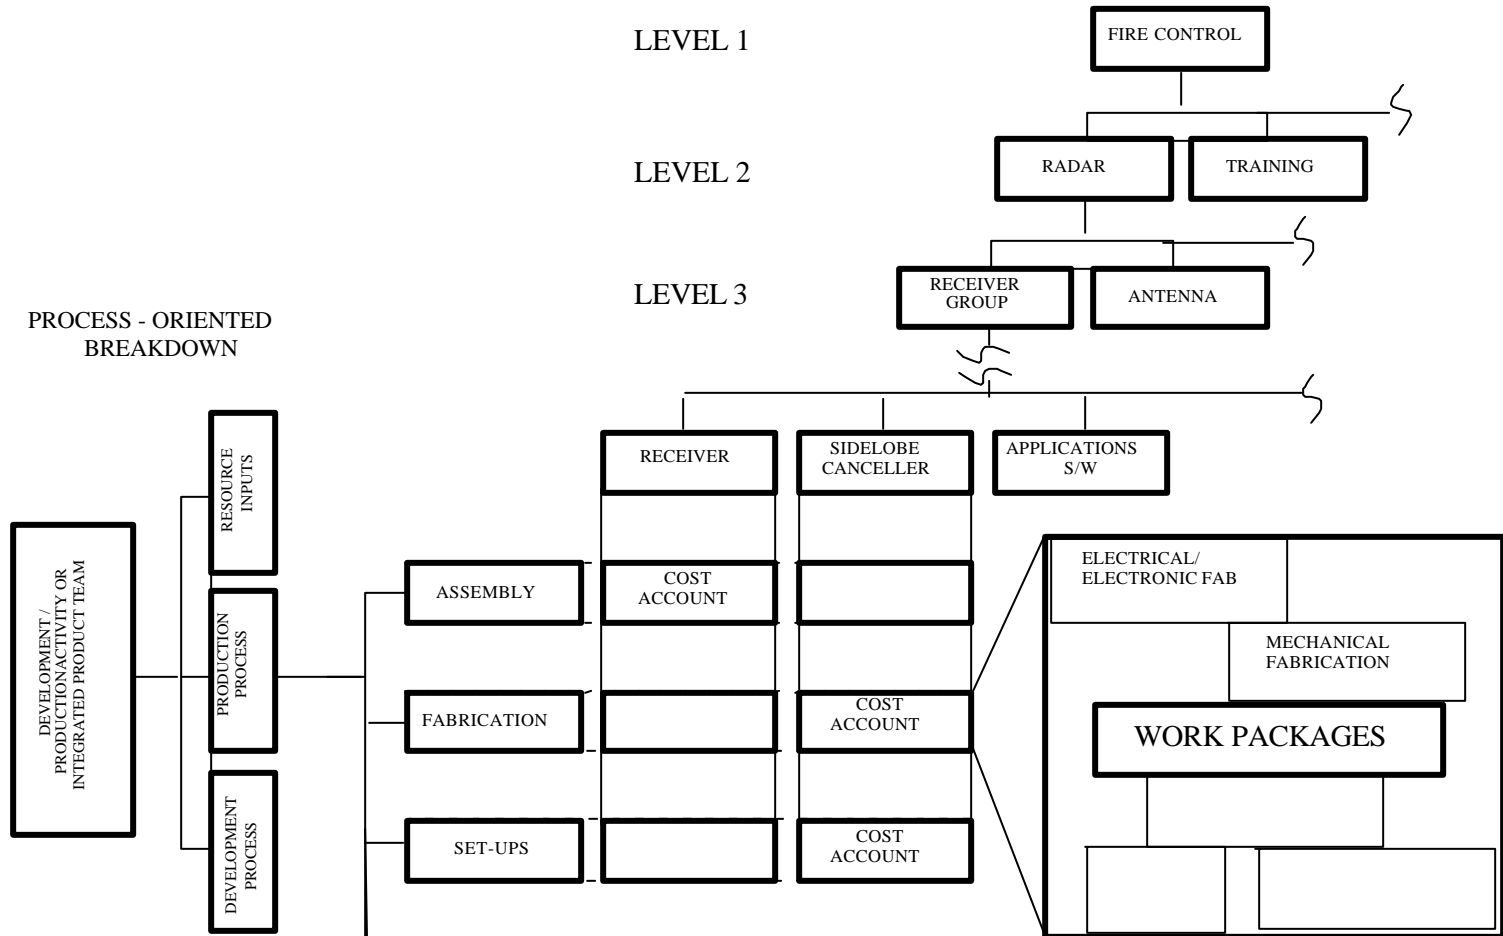 LEVEL 1
FIRE CONTROL
LEVEL 2
RADAR
TRAINING
LEVEL 3
RECEIVER
GROUP
ANTENNA
PROCESS - ORIENTED
BREAKDOWN
RECEIVER
SIDELOBE
CANCELLER
APPLICATIONS
S/W
DEVELOPMENT /
PRODUCTIONACTIVITY OR
INTEGRATED PRODUCT TEAM
RESOURCE
INPUTS
PRODUCTION
PROCESS
DEVELOPMENT
PROCESS
ASSEMBLY
COST
ACCOUNT
FABRICATION
COST
ACCOUNT
SET-UPS
COST
ACCOUNT
ELECTRICAL/
ELECTRONIC FAB
MECHANICAL
FABRICATION
WORK PACKAGES